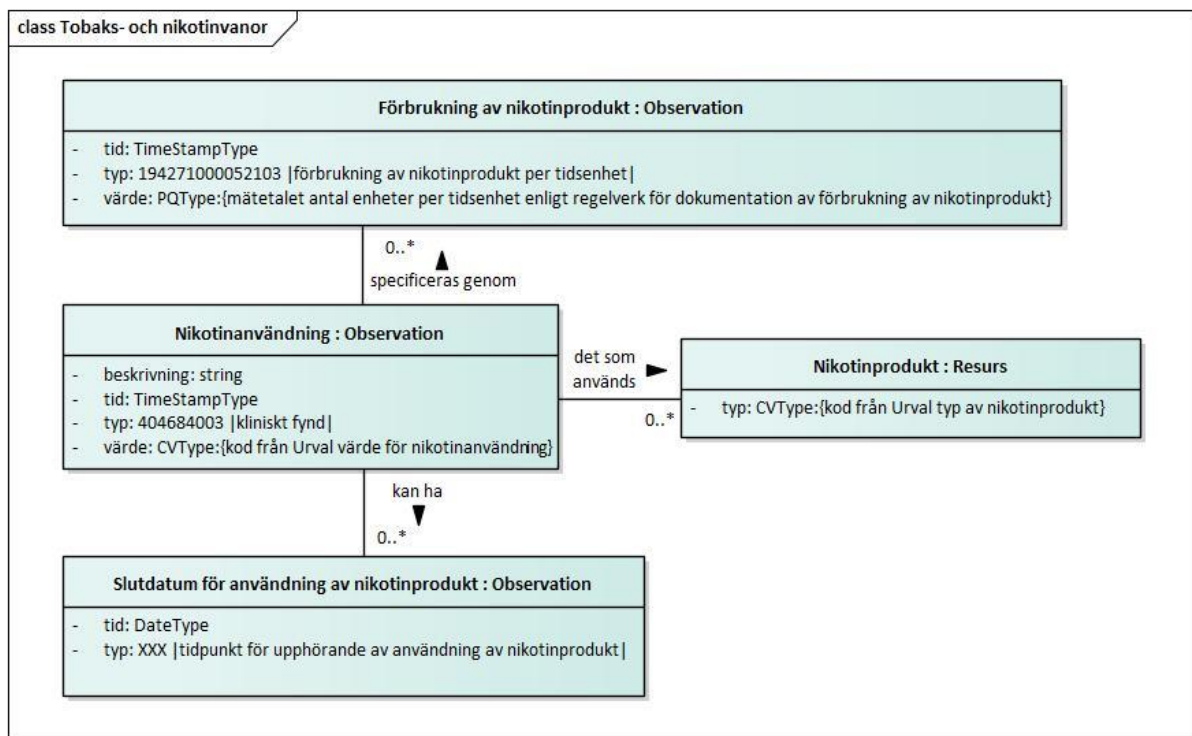 class Tobaks- och nikotinvanor
Förbrukning av nikotinprodukt : Observation
- tid: TimeStampType
- typ: 194271000052103 |förbrukning av nikotinprodukt per tidsenhet|
- värde: PQType:{mätetalet antal enheter per tidsenhet enligt regelverk för dokumentation av förbrukning av nikotinprodukt}
0..*
specificeras genom
Nikotinanvändning : Observation
- beskrivning: string
- tid: TimeStampType
- typ: 404684003 |kliniskt fynd|
- värde: CVType:{kod från Urval värde för nikotinanvändning}
det som
används
0..*
Nikotinprodukt : Resurs
- typ: CVType:{kod från Urval typ av nikotinprodukt}
kan ha
0..*
Slutdatum för användning av nikotinprodukt : Observation
- tid: DateType
- typ: XXX |tidpunkt för upphörande av användning av nikotinprodukt|